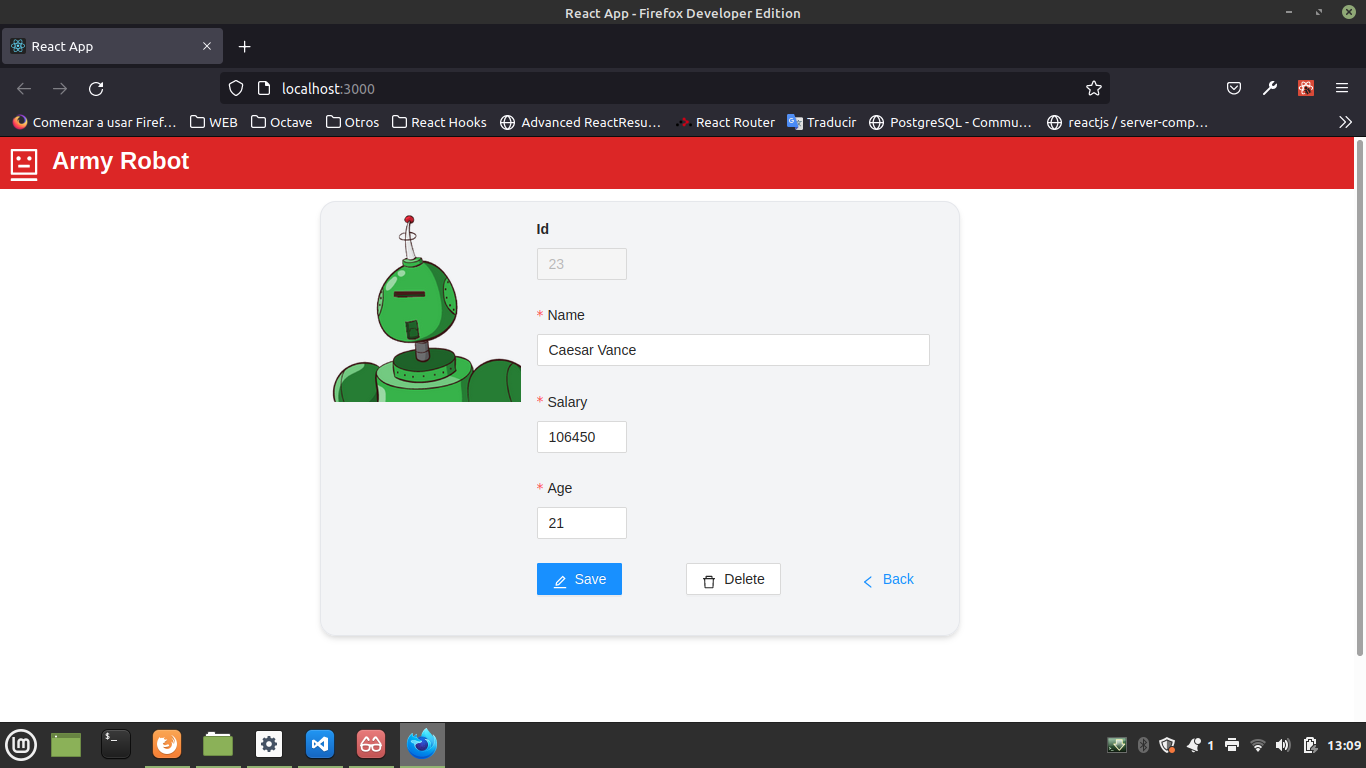 React App - Firefox Developer Edition
React App
localhost:3000
Comenzar a usar Firef... WEB Octave Otros React Hooks Advanced ReactResu... React Router Traducir PostgreSQL - Commu... reactjs / server-comp...
Army Robot
Id
23
* Name
Caesar Vance
* Salary
106450
* Age
21
Save Delete Back
1 13:09